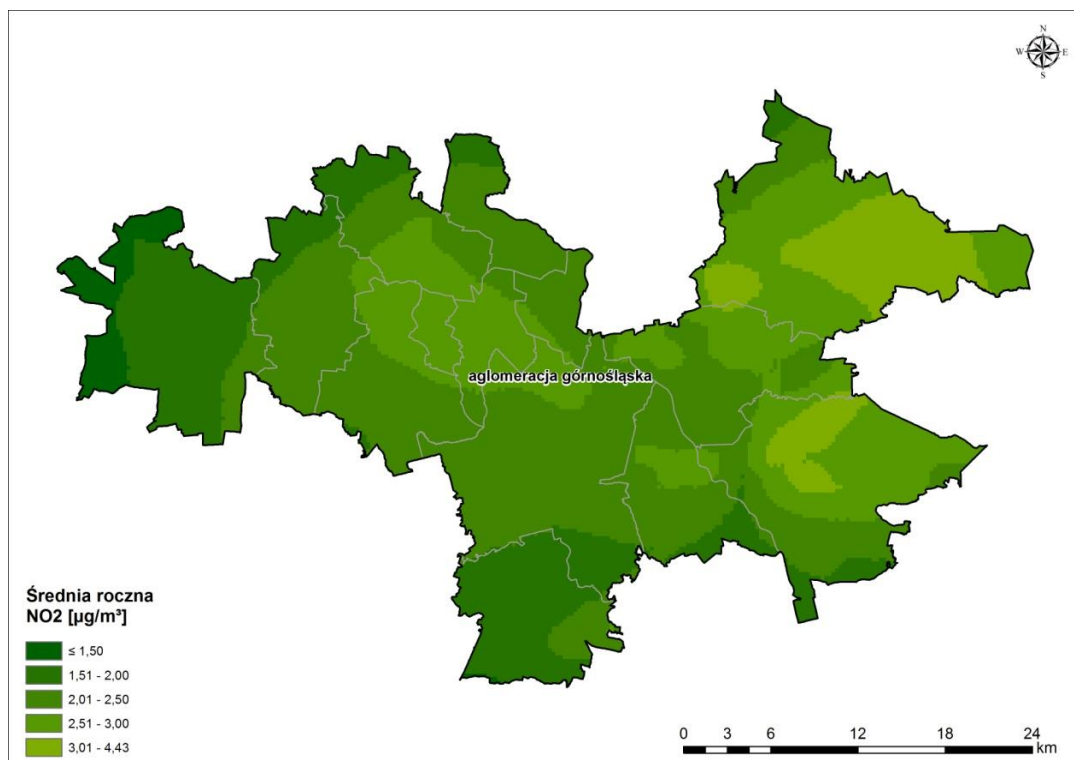 N
W E
S
aglomeracja górnośląska
Średnia roczna
NO2 [µg/m³]
≤ 1,50
1,51 - 2,00
2,01 - 2,50
2,51 - 3,00
3,01 - 4,43
0 3 6 12 18 24
km